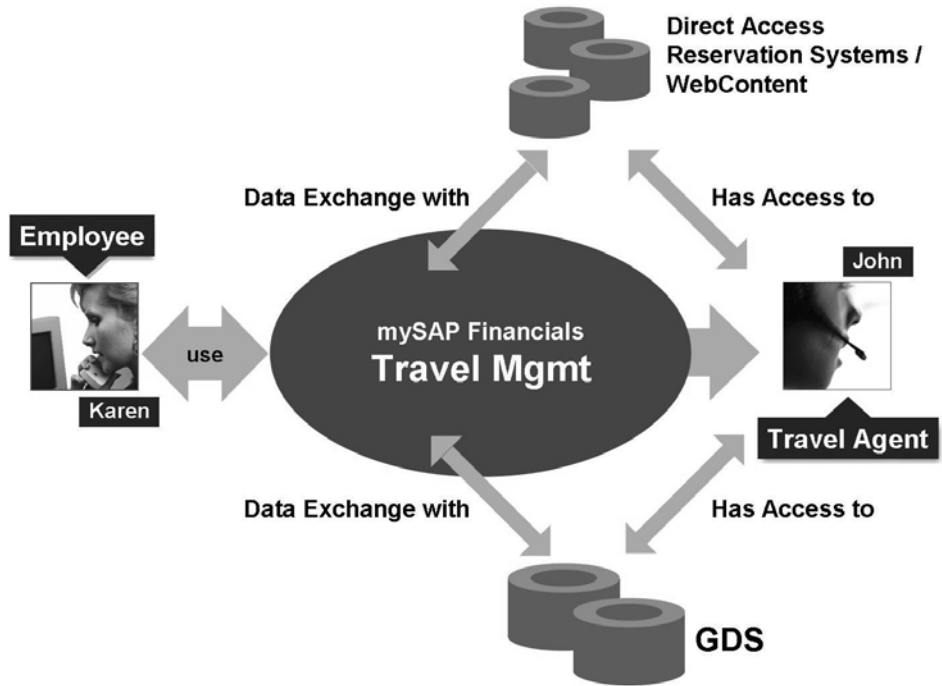 Direct Access
Reservation Systems /
WebContent
Data Exchange with
Has Access to
Employee
John
mySAP Financials
Travel Mgmt
use
Karen
Travel Agent
Data Exchange with
Has Access to
GDS